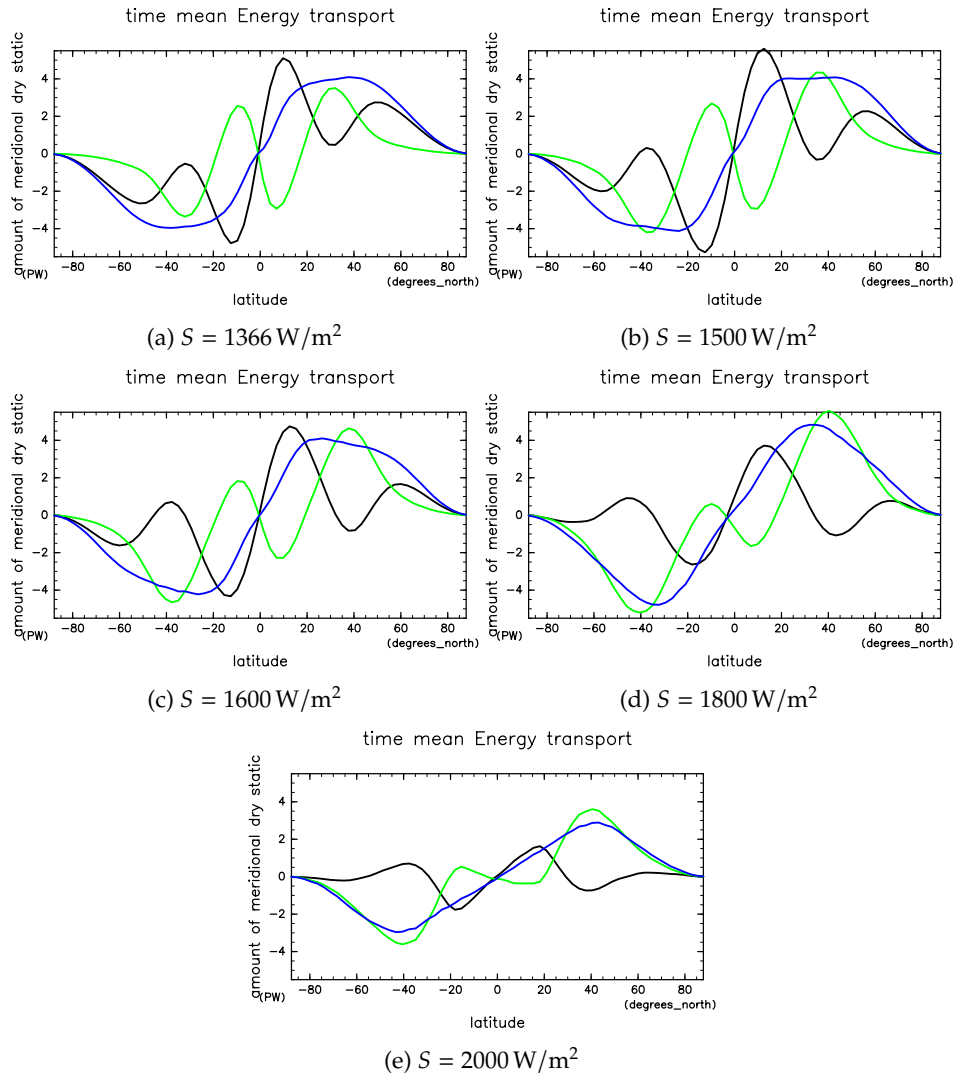 time mean Energy transport
amount of meridional dry static
4
2
0
−2
−4
(PW)
−80 −60 −40 −20 0 20 40 60 80
(degrees_north)
latitude
(a) S = 1366 W/m²
time mean Energy transport
amount of meridional dry static
4
2
0
−2
−4
(PW)
−80 −60 −40 −20 0 20 40 60 80
(degrees_north)
latitude
(b) S = 1500 W/m²
time mean Energy transport
amount of meridional dry static
4
2
0
−2
−4
(PW)
−80 −60 −40 −20 0 20 40 60 80
(degrees_north)
latitude
(c) S = 1600 W/m²
time mean Energy transport
amount of meridional dry static
4
2
0
−2
−4
(PW)
−80 −60 −40 −20 0 20 40 60 80
(degrees_north)
latitude
(d) S = 1800 W/m²
time mean Energy transport
amount of meridional dry static
4
2
0
−2
−4
(PW)
−80 −60 −40 −20 0 20 40 60 80
(degrees_north)
latitude
(e) S = 2000 W/m²